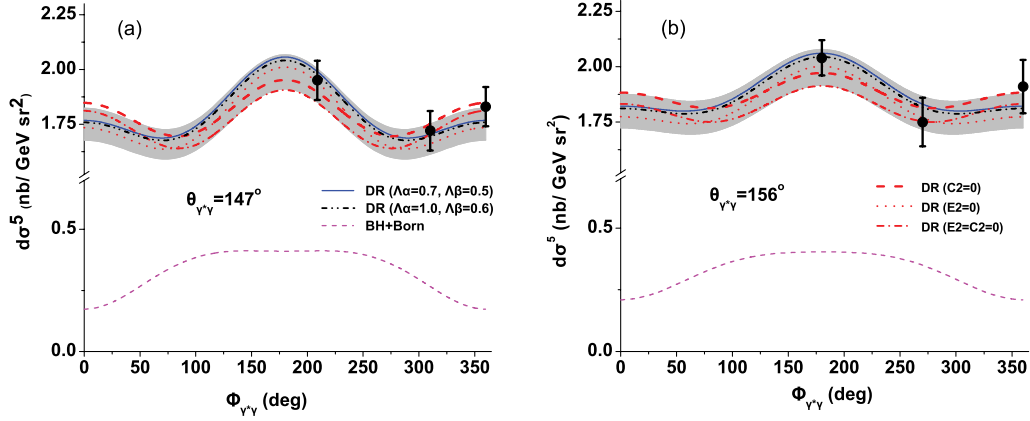 (a)
dσ⁵ (nb/ GeV sr²)
2.25
2.00
1.75
0.5
0.0
θγ*γ=147°
DR (Λα=0.7, Λβ=0.5)
DR (Λα=1.0, Λβ=0.6)
BH+Born
0 50 100 150 200 250 300 350
Φγ*γ (deg)
(b)
dσ⁵ (nb/ GeV sr²)
2.25
2.00
1.75
0.5
0.0
θγ*γ=156°
DR (C2=0)
DR (E2=0)
DR (E2=C2=0)
0 50 100 150 200 250 300 350
Φγ*γ (deg)